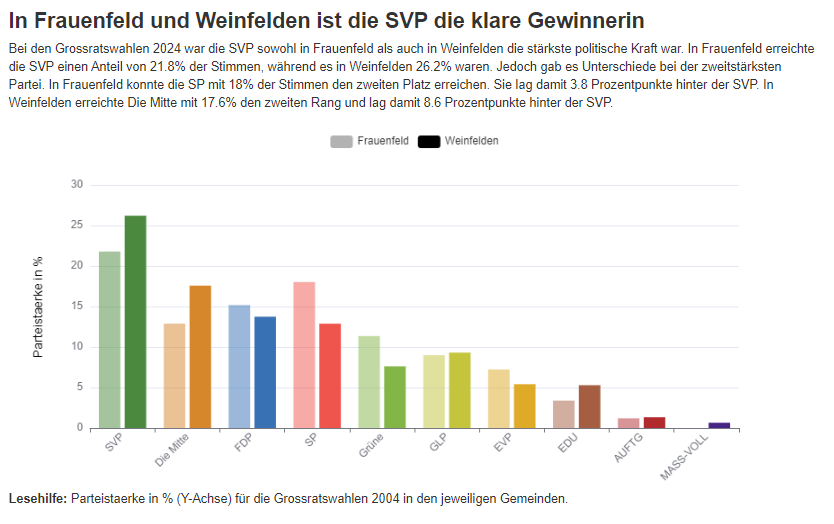 In Frauenfeld und Weinfelden ist die SVP die klare Gewinnerin
Bei den Grossratswahlen 2024 war die SVP sowohl in Frauenfeld als auch in Weinfelden die stärkste politische Kraft war. In Frauenfeld erreichte
die SVP einen Anteil von 21.8% der Stimmen, während es in Weinfelden 26.2% waren. Jedoch gab es Unterschiede bei der zweitstärksten
Partei. In Frauenfeld konnte die SP mit 18% der Stimmen den zweiten Platz erreichen. Sie lag damit 3.8 Prozentpunkte hinter der SVP. In
Weinfelden erreichte Die Mitte mit 17.6% den zweiten Rang und lag damit 8.6 Prozentpunkte hinter der SVP.
Frauenfeld Weinfelden
Parteistaerke in %
30
25
20
15
10
5
0
SVP
Die Mitte
FDP
SP
Grüne
GLP
EVP
EDU
AUFTG
MASS-VOLL
Lesehilfe: Parteistaerke in % (Y-Achse) für die Grossratswahlen 2004 in den jeweiligen Gemeinden.